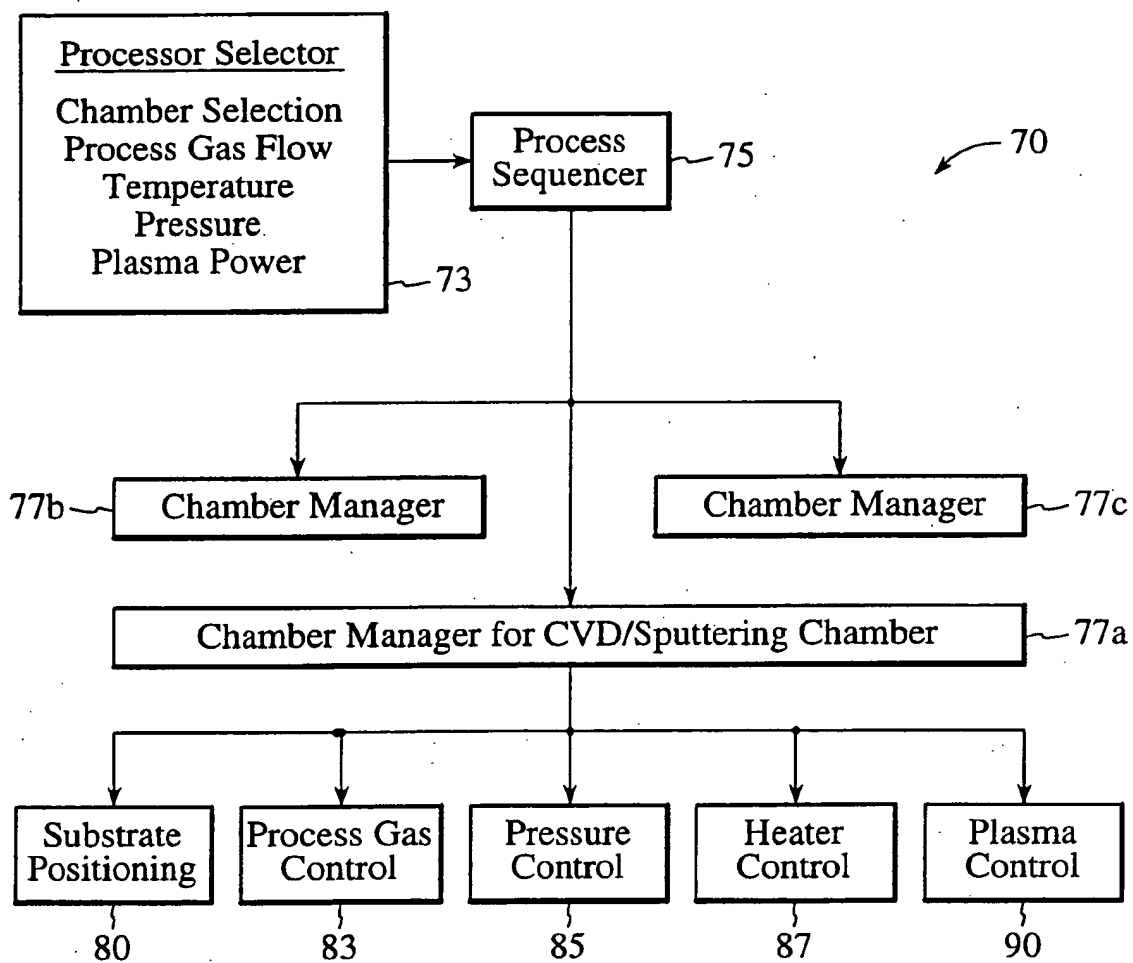 Processor Selector
Chamber Selection
Process Gas Flow
Temperature
Pressure
Plasma Power
73
Process
Sequencer
75
70
77b
Chamber Manager
Chamber Manager
77c
Chamber Manager for CVD/Sputtering Chamber
77a
Substrate
Positioning
Process Gas
Control
Pressure
Control
Heater
Control
Plasma
Control
80
83
85
87
90